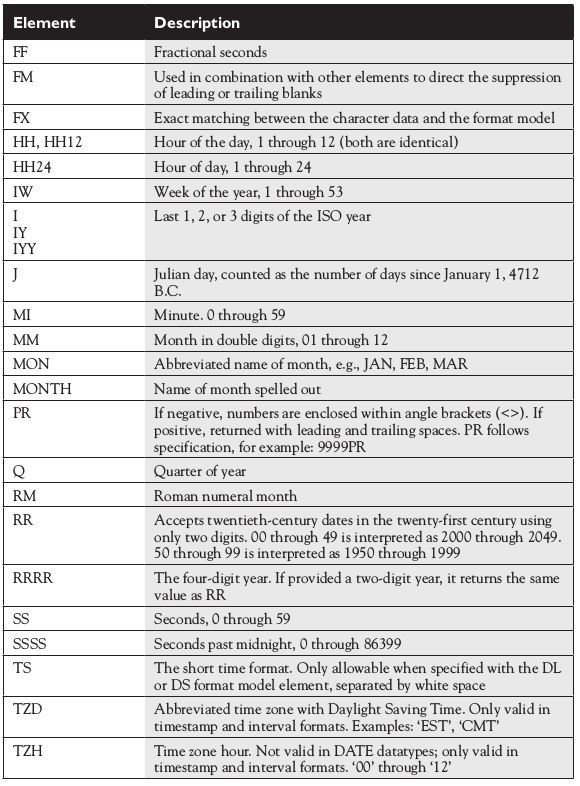 Element Description
FF Fractional seconds
FM Used in combination with other elements to direct the suppression
of leading or trailing blanks
FX Exact matching between the character data and the format model
HH, HH12 Hour of the day, 1 through 12 (both are identical)
HH24 Hour of day, 1 through 24
IW Week of the year, 1 through 53
I Last 1, 2, or 3 digits of the ISO year
IY
IYY
J Julian day, counted as the number of days since January 1, 4712
B.C.
MI Minute. 0 through 59
MM Month in double digits, 01 through 12
MON Abbreviated name of month, e.g., JAN, FEB, MAR
MONTH Name of month spelled out
PR If negative, numbers are enclosed within angle brackets (<>). If
positive, returned with leading and trailing spaces. PR follows
specification, for example: 9999PR
Q Quarter of year
RM Roman numeral month
RR Accepts twentieth-century dates in the twenty-first century using
only two digits. 00 through 49 is interpreted as 2000 through 2049.
50 through 99 is interpreted as 1950 through 1999
RRRR The four-digit year. If provided a two-digit year, it returns the same
value as RR
SS Seconds, 0 through 59
SSSS Seconds past midnight, 0 through 86399
TS The short time format. Only allowable when specified with the DL
or DS format model element, separated by white space
TZD Abbreviated time zone with Daylight Saving Time. Only valid in
timestamp and interval formats. Examples: ‘EST’, ‘CMT’
TZH Time zone hour. Not valid in DATE datatypes; only valid in
timestamp and interval formats. ‘00’ through ‘12’